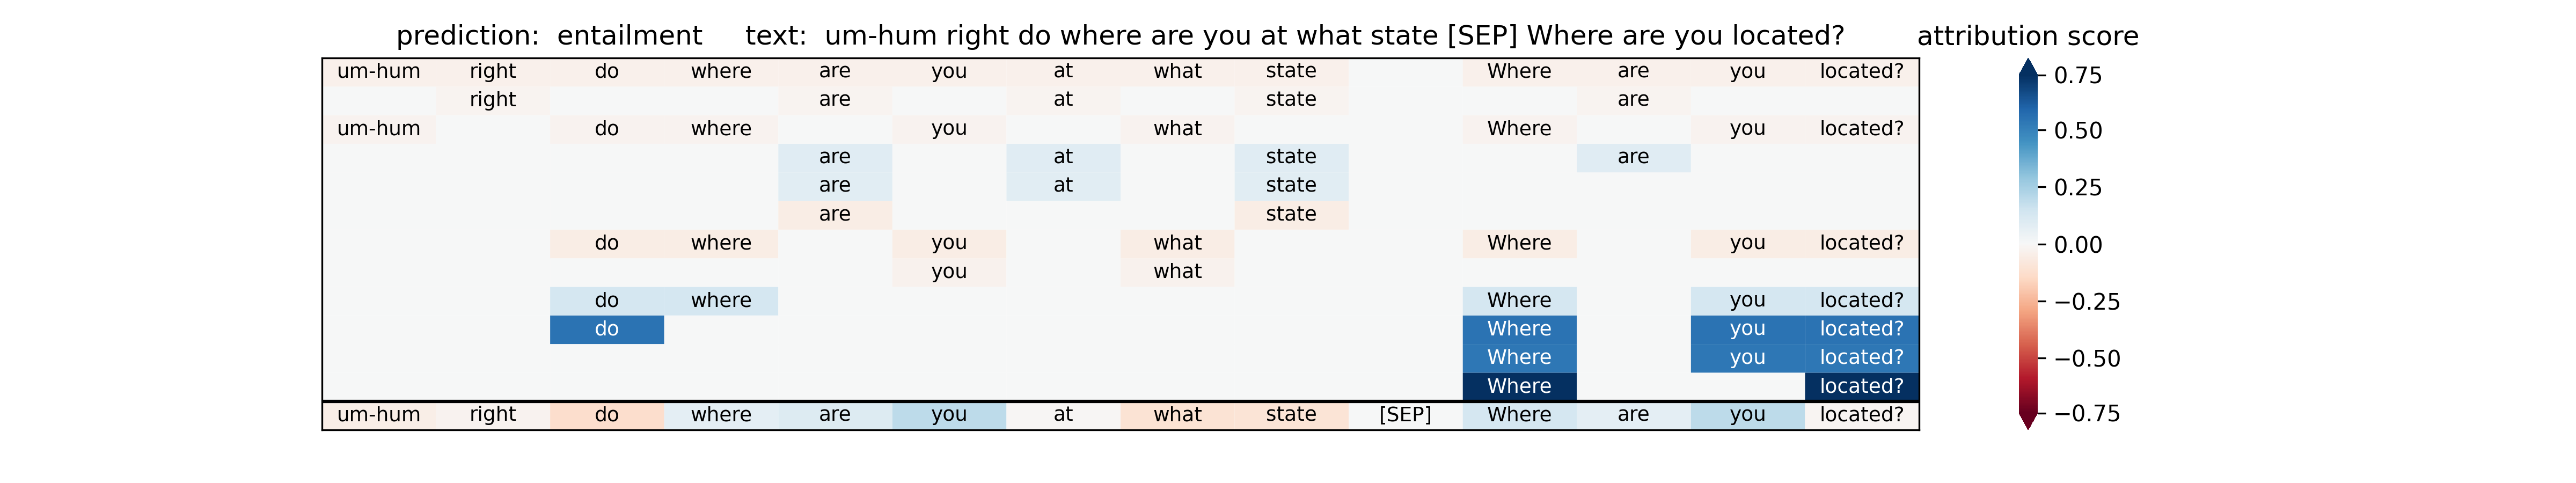 prediction: entailment text: um-hum right do where are you at what state [SEP] Where are you located? attribution score
um-hum right do where are you at what state Where are you located?
right are at state are
um-hum do where you what Where you located?
are at state are
are at state
are state
do where you what Where you located?
you what
do where Where you located?
do Where you located?
Where you located?
Where located?
um-hum right do where are you at what state [SEP] Where are you located?
0.75
0.50
0.25
0.00
−0.25
−0.50
−0.75